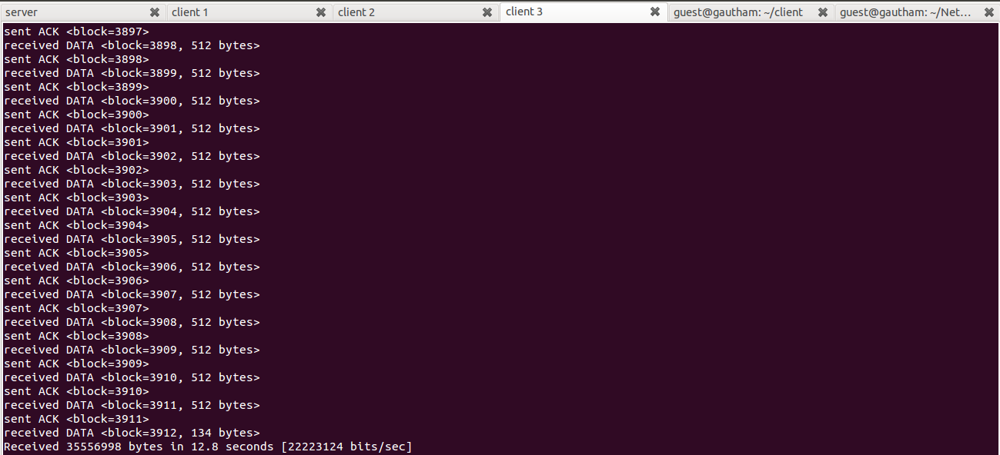 server client 1 client 2 client 3 guest@gautham: ~/client guest@gautham: ~/Net...
sent ACK <block=3897>
received DATA <block=3898, 512 bytes>
sent ACK <block=3898>
received DATA <block=3899, 512 bytes>
sent ACK <block=3899>
received DATA <block=3900, 512 bytes>
sent ACK <block=3900>
received DATA <block=3901, 512 bytes>
sent ACK <block=3901>
received DATA <block=3902, 512 bytes>
sent ACK <block=3902>
received DATA <block=3903, 512 bytes>
sent ACK <block=3903>
received DATA <block=3904, 512 bytes>
sent ACK <block=3904>
received DATA <block=3905, 512 bytes>
sent ACK <block=3905>
received DATA <block=3906, 512 bytes>
sent ACK <block=3906>
received DATA <block=3907, 512 bytes>
sent ACK <block=3907>
received DATA <block=3908, 512 bytes>
sent ACK <block=3908>
received DATA <block=3909, 512 bytes>
sent ACK <block=3909>
received DATA <block=3910, 512 bytes>
sent ACK <block=3910>
received DATA <block=3911, 512 bytes>
sent ACK <block=3911>
received DATA <block=3912, 134 bytes>
Received 35556998 bytes in 12.8 seconds [22223124 bits/sec]